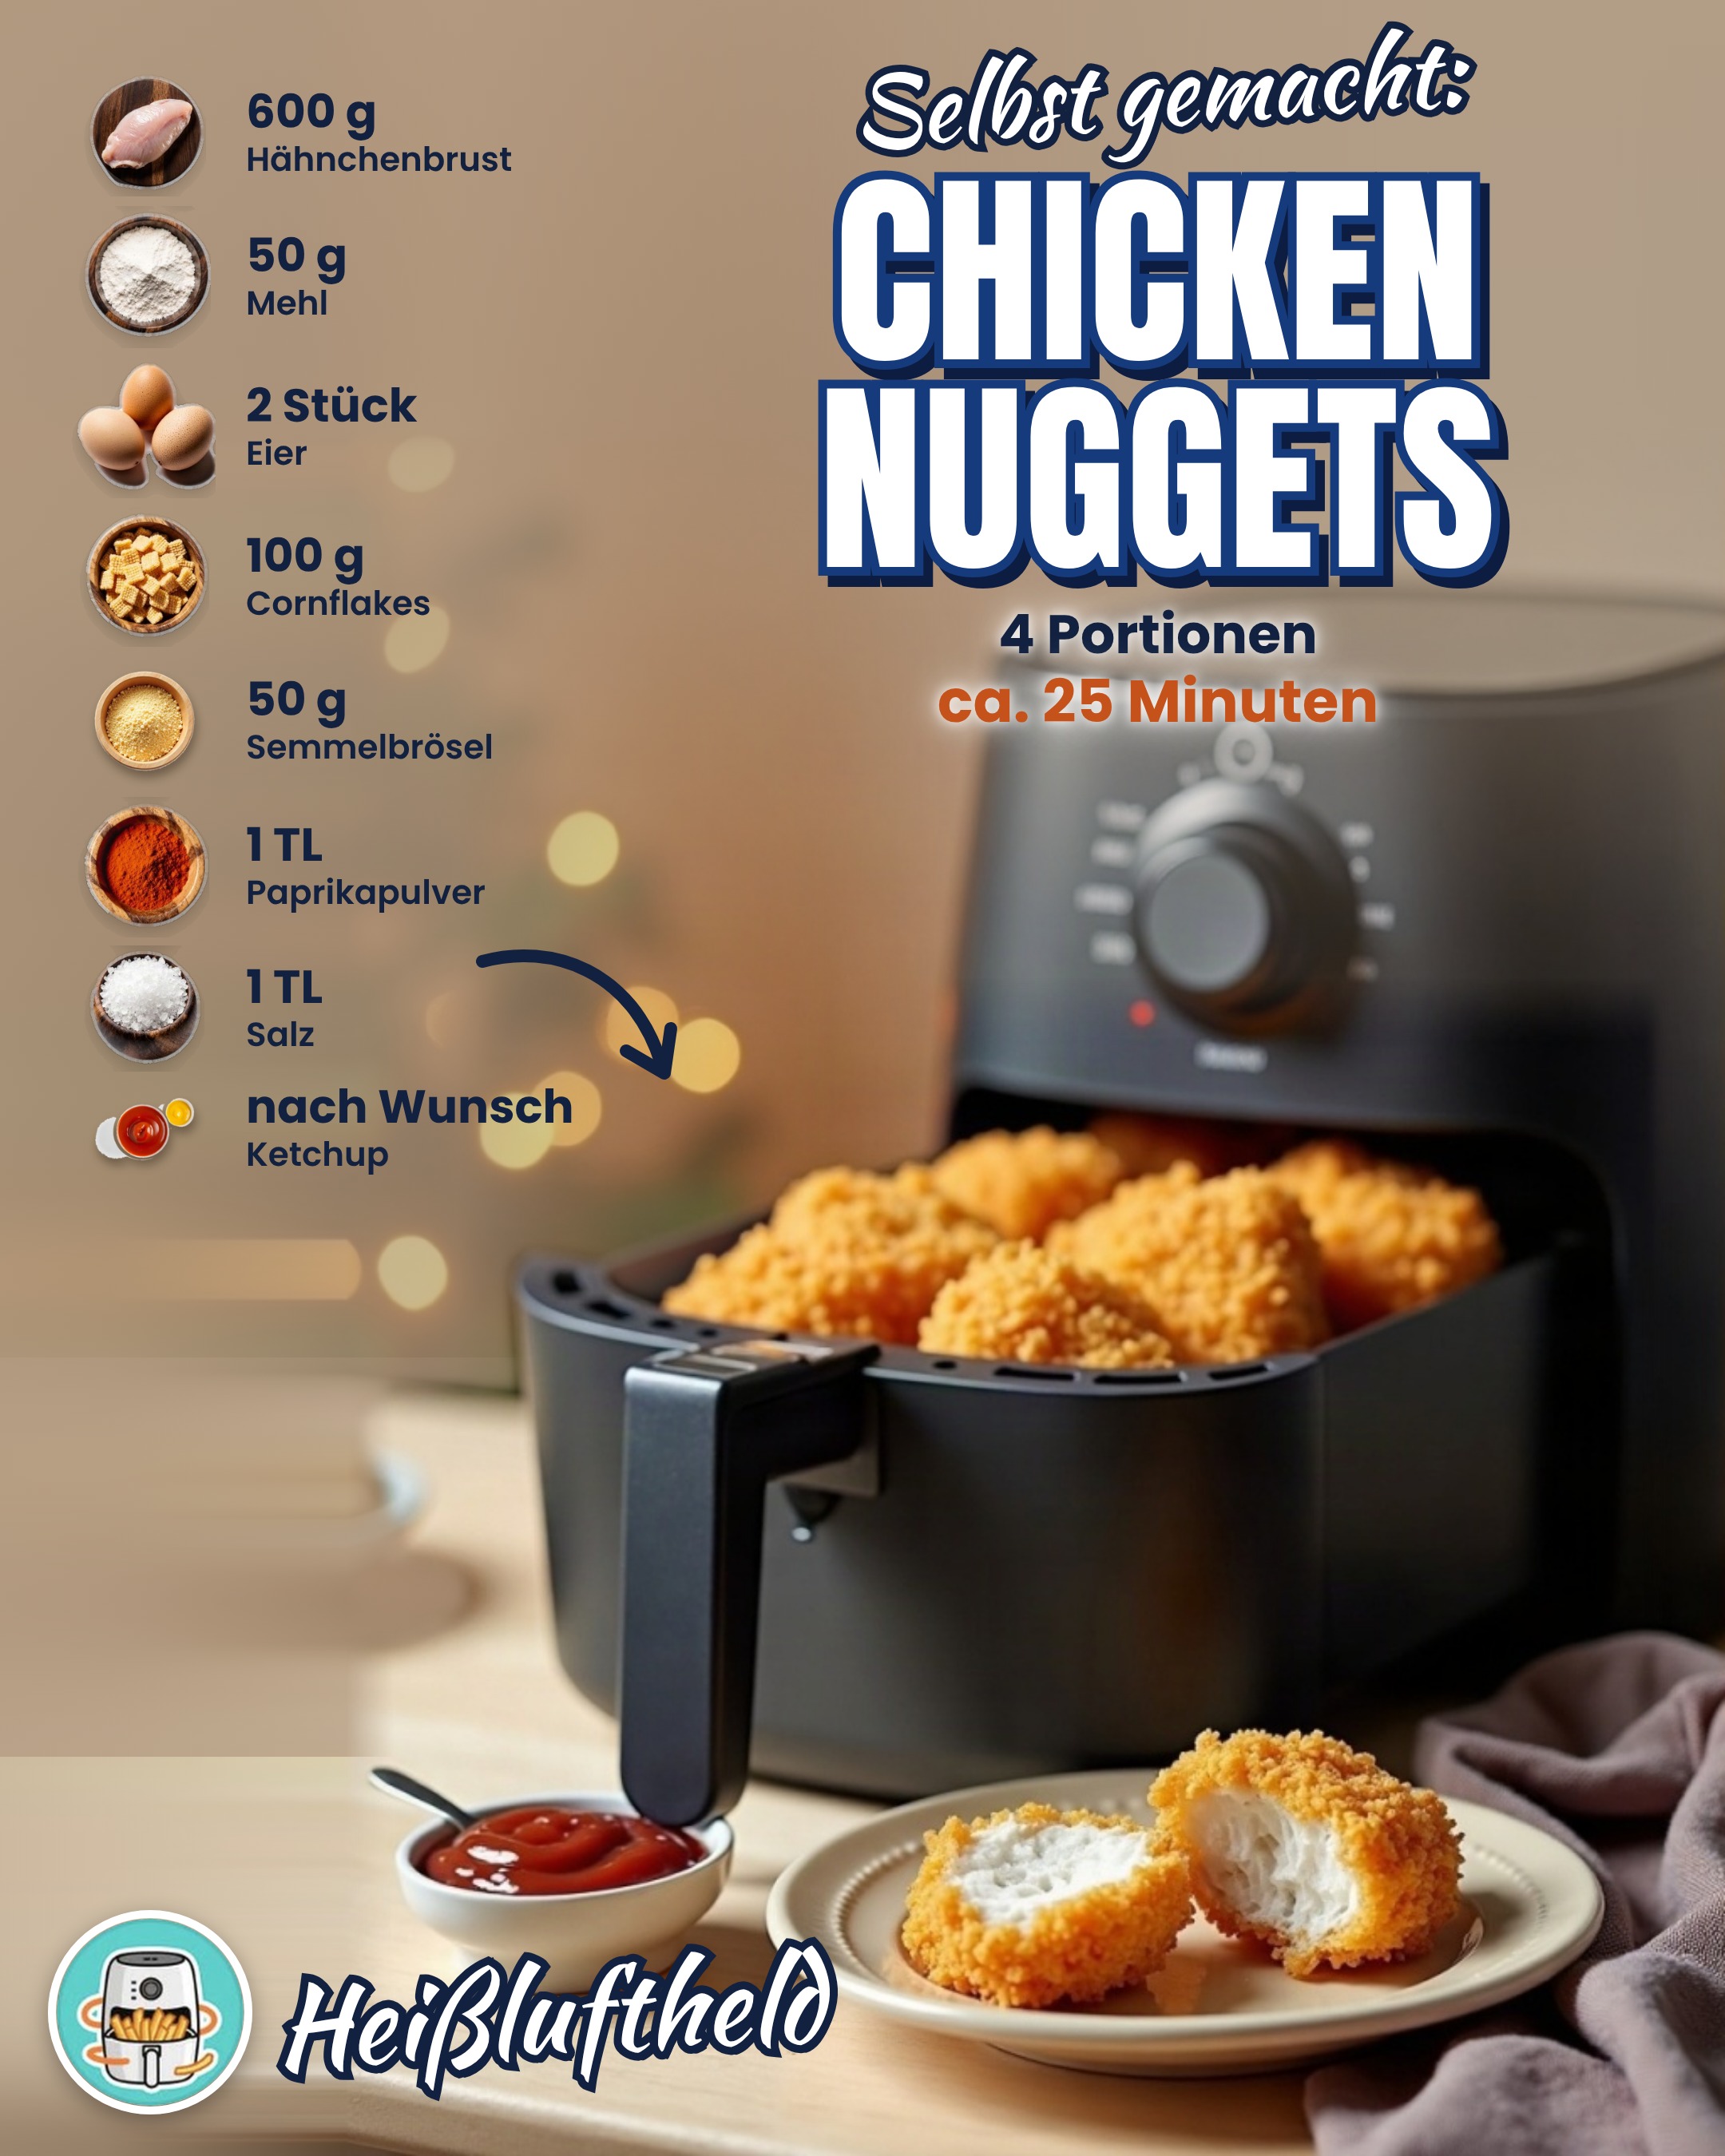 Selbst gemacht:
CHICKEN
NUGGETS
4 Portionen
ca. 25 Minuten
600 g
Hähnchenbrust
50 g
Mehl
2 Stück
Eier
100 g
Cornflakes
50 g
Semmelbrösel
1 TL
Paprikapulver
1 TL
Salz
nach Wunsch
Ketchup
Heißluftheld